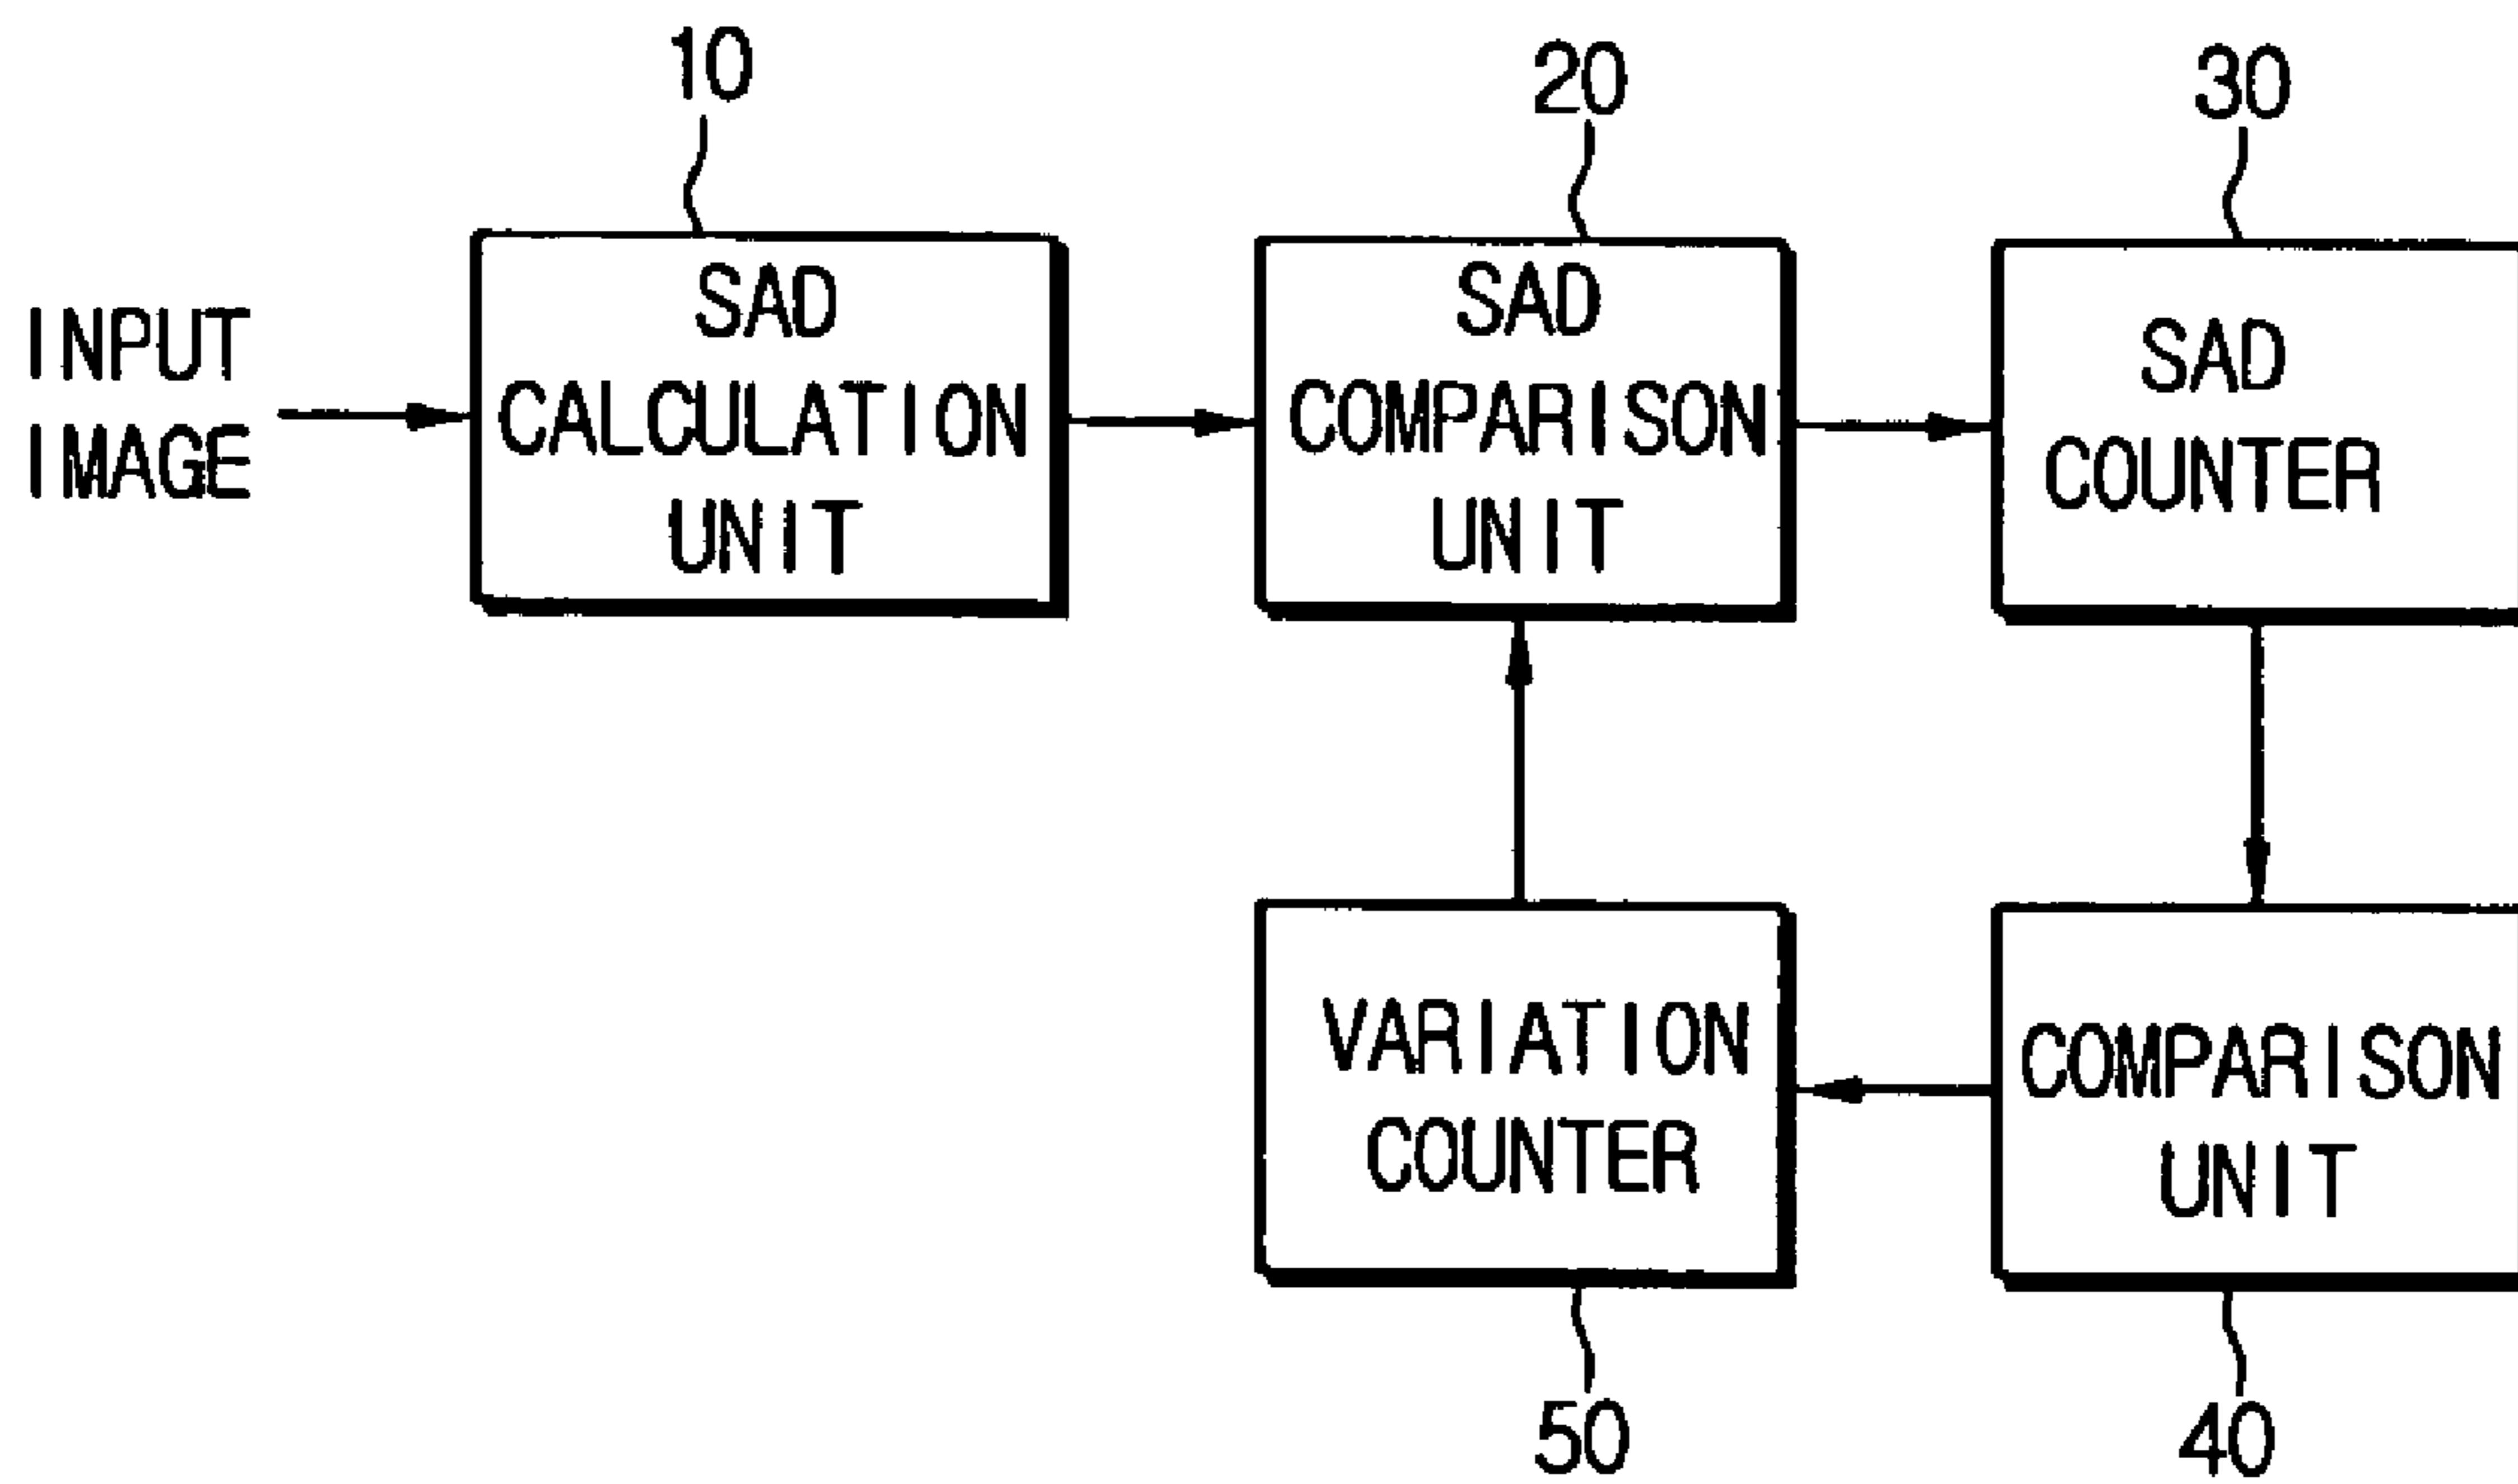 10
20
30
INPUT
IMAGE
SAD
CALCULATION
UNIT
SAD
COMPARISON
UNIT
SAD
COUNTER
VARIATION
COUNTER
COMPARISON
UNIT
50
40